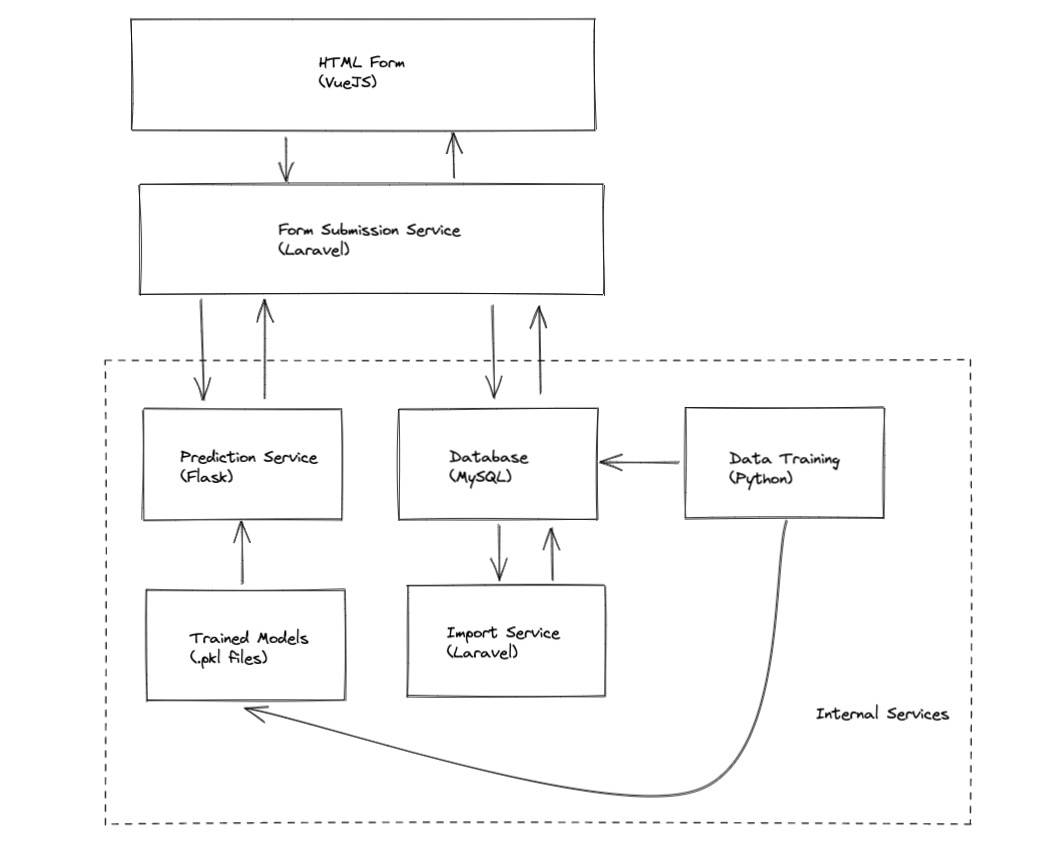 HTML Form
(VueJS)
Form Submission Service
(Laravel)
Prediction Service
(Flask)
Database
(MySQL)
Data Training
(Python)
Trained Models
(.pkl files)
Import Service
(Laravel)
Internal Services